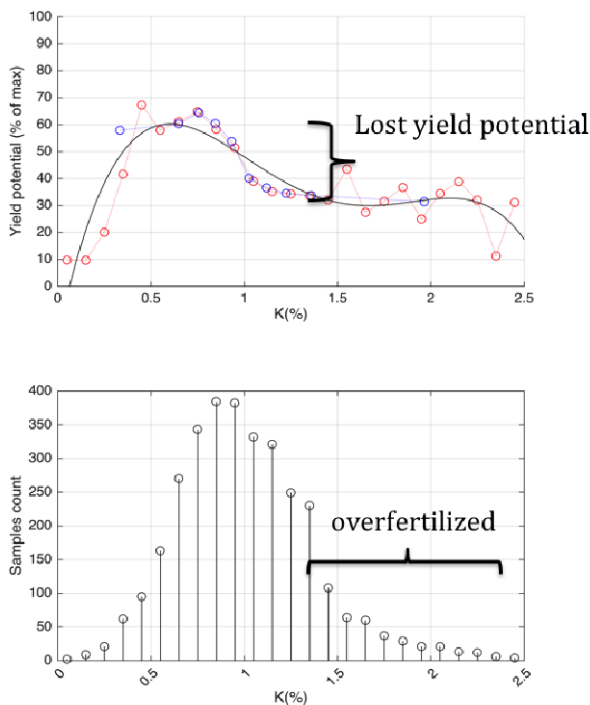 100
90
80
70
60
50
40
30
20
10
0
Yield potential (% of max)
Lost yield potential
0 0.5 1 1.5 2 2.5
K(%)
400
350
300
250
200
150
100
50
0
Samples count
overfertilized
0 0.5 1 1.5 2 2.5
K(%)